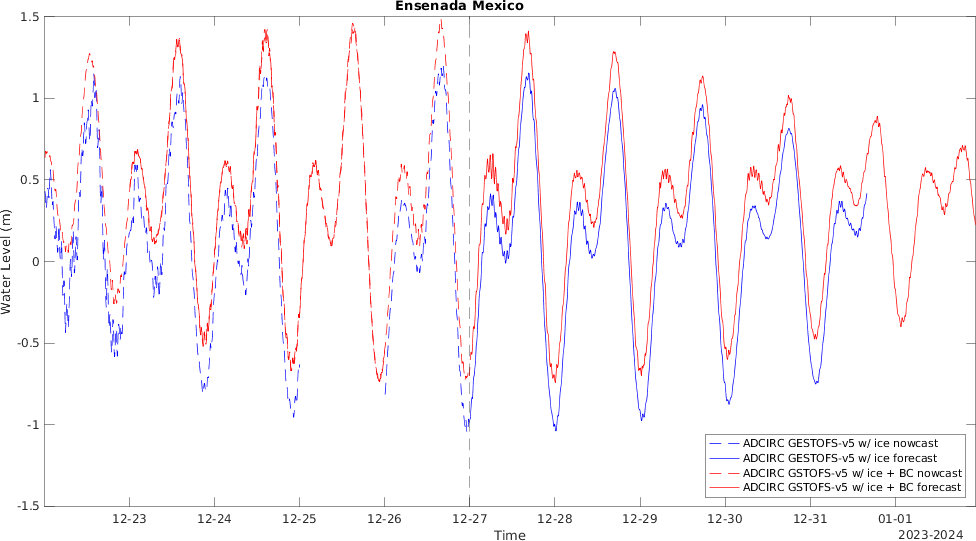 Ensenada Mexico
1.5
1
0.5
0
-0.5
-1
-1.5
Water Level (m)
12-23
12-24
12-25
12-26
12-27
12-28
12-29
12-30
12-31
01-01
Time
2023-2024
ADCIRC GESTOFS-v5 w/ ice nowcast
ADCIRC GESTOFS-v5 w/ ice forecast
ADCIRC GSTOFS-v5 w/ ice + BC nowcast
ADCIRC GSTOFS-v5 w/ ice + BC forecast